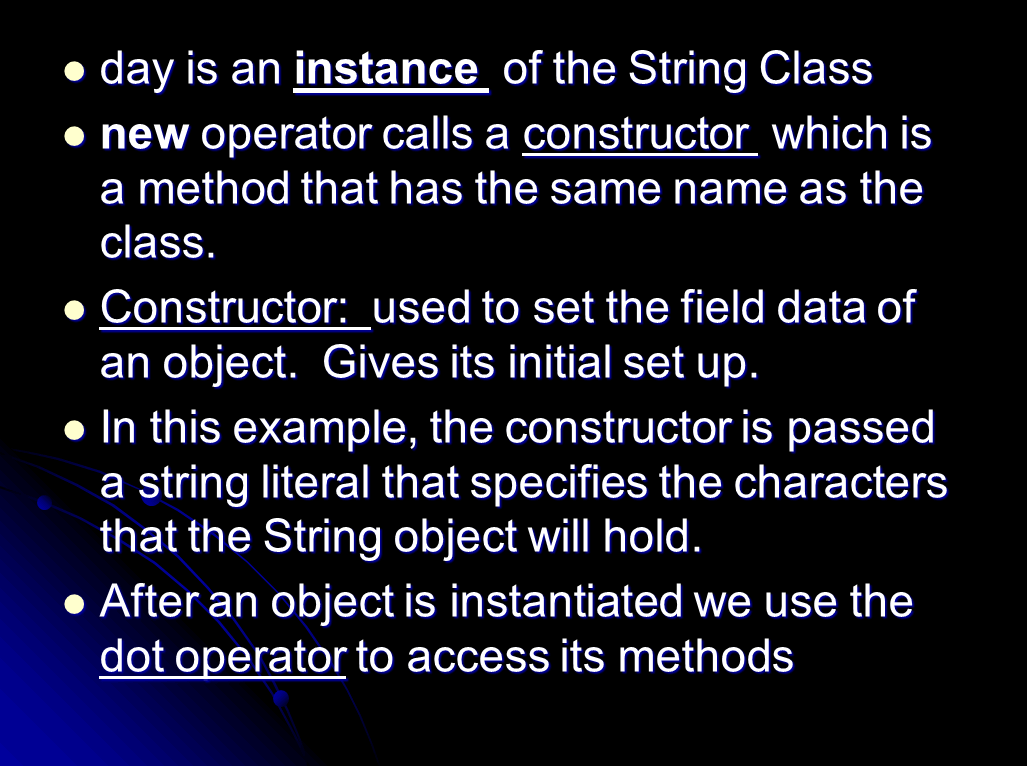 day is an instance of the String Class
new operator calls a constructor which is
a method that has the same name as the
class.
Constructor: used to set the field data of
an object. Gives its initial set up.
In this example, the constructor is passed
a string literal that specifies the characters
that the String object will hold.
After an object is instantiated we use the
dot operator to access its methods